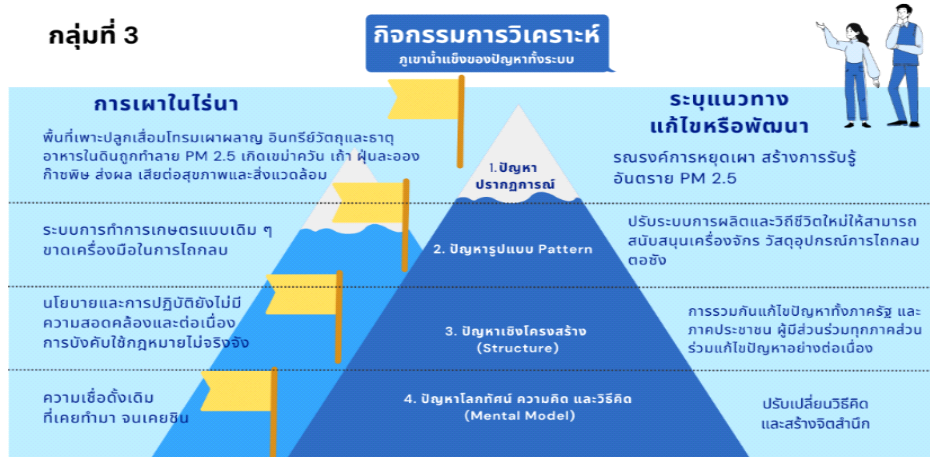 กลุ่มที่ 3
กิจกรรมการวิเคราะห์
ภูเขาน้ำแข็งของปัญหาทั้งระบบ
การเผาในไร่นา
พื้นที่เพาะปลูกเสื่อมโทรมเผาผลาญ อินทรีย์วัตถุและธาตุ
อาหารในดินถูกทำลาย PM 2.5 เกิดเขม่าควัน เถ้า ฝุ่นละออง
ก๊าซพิษ ส่งผล เสียต่อสุขภาพและสิ่งแวดล้อม
1.ปัญหา
ปรากฏการณ์
ระบุแนวทาง
แก้ไขหรือพัฒนา
รณรงค์การหยุดเผา สร้างการรับรู้
อันตราย PM 2.5
ระบบการทำการเกษตรแบบเดิม ๆ
ขาดเครื่องมือในการไถกลบ
2. ปัญหารูปแบบ Pattern
ปรับระบบการผลิตและวิถีชีวิตใหม่ให้สามารถ
สนับสนุนเครื่องจักร วัสดุอุปกรณ์การไถกลบ
ตอซัง
นโยบายและการปฏิบัติยังไม่มี
ความสอดคล้องและต่อเนื่อง
การบังคับใช้กฎหมายไม่จริงจัง
3. ปัญหาเชิงโครงสร้าง
(Structure)
การรวมกันแก้ไขปัญหาทั้งภาครัฐ และ
ภาคประชาชน ผู้มีส่วนร่วมทุกภาคส่วน
ร่วมแก้ไขปัญหาอย่างต่อเนื่อง
ความเชื่อดั้งเดิม
ที่เคยทำมา จนเคยชิน
4. ปัญหาโลกทัศน์ ความคิด และวิธีคิด
(Mental Model)
ปรับเปลี่ยนวิธีคิด
และสร้างจิตสำนึก